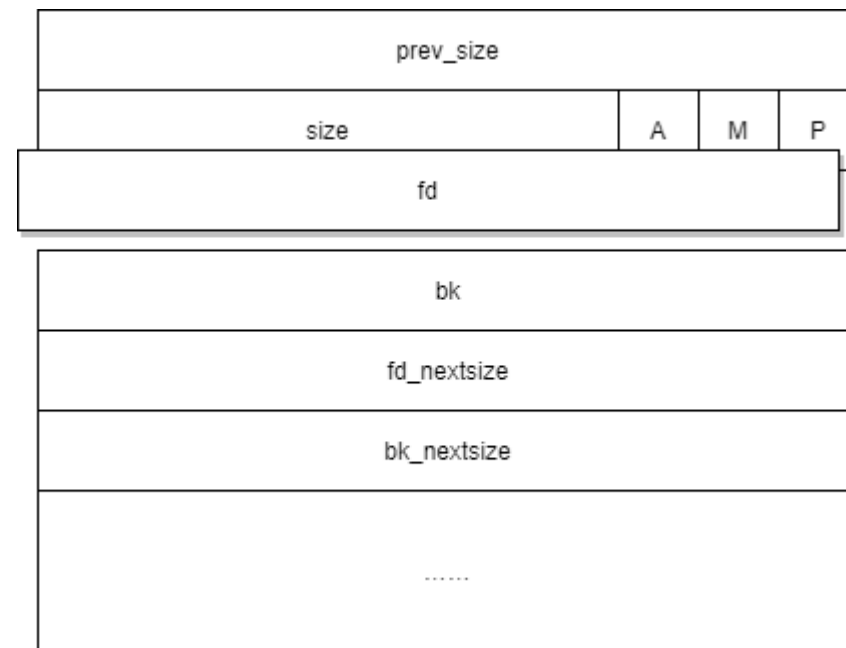 prev_size
size A M P
fd
bk
fd_nextsize
bk_nextsize
......